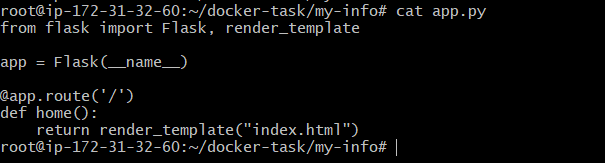 root@ip-172-31-32-60:~/docker-task/my-info# cat app.py
from flask import Flask, render_template
app = Flask(__name__)
@app.route('/')
def home():
    return render_template("index.html")
root@ip-172-31-32-60:~/docker-task/my-info#